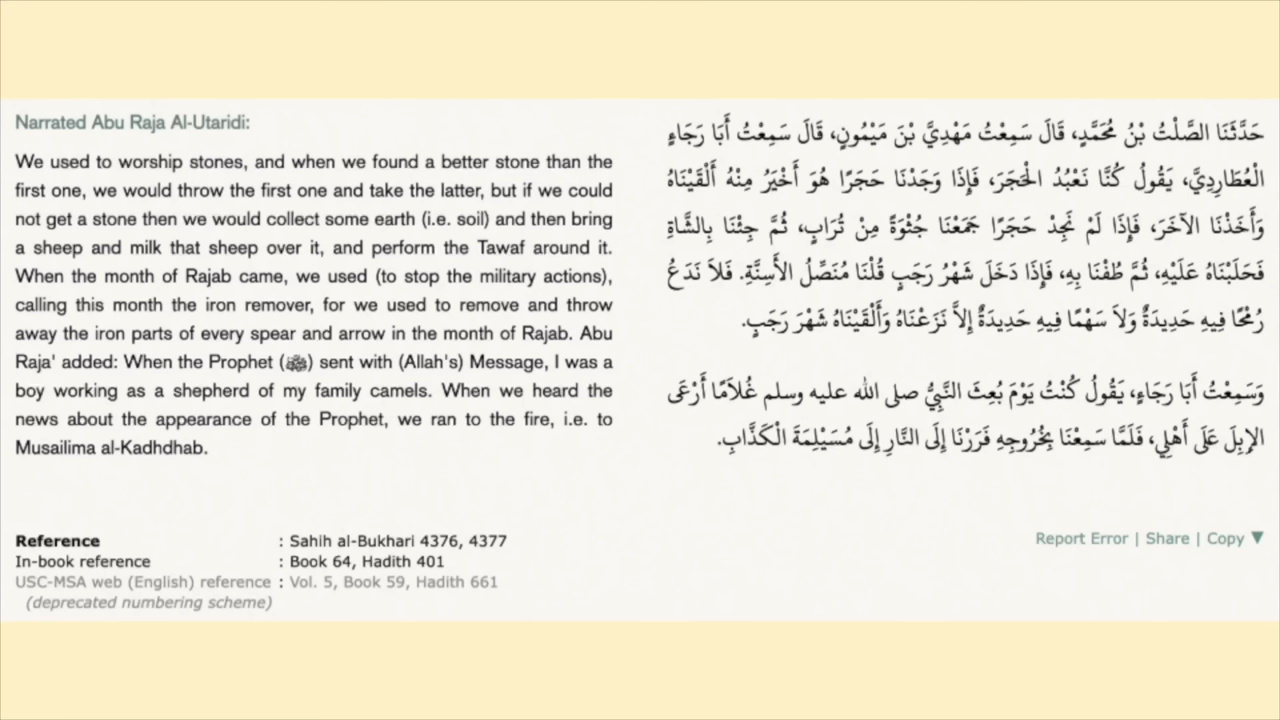 Narrated Abu Raja Al-Utaridi:
We used to worship stones, and when we found a better stone than the
first one, we would throw the first one and take the latter, but if we could
not get a stone then we would collect some earth (i.e. soil) and then bring
a sheep and milk that sheep over it, and perform the Tawaf around it.
When the month of Rajab came, we used (to stop the military actions),
calling this month the iron remover, for we used to remove and throw
away the iron parts of every spear and arrow in the month of Rajab. Abu
Raja' added: When the Prophet (ﷺ) sent with (Allah's) Message, I was a
boy working as a shepherd of my family camels. When we heard the
news about the appearance of the Prophet, we ran to the fire, i.e. to
Musailima al-Kadhdhab.
حَدَّثَنَا الصَّلْتُ بْنُ مُحَمَّدٍ، قَالَ سَمِعْتُ مَهْدِيَّ بْنَ مَيْمُونٍ، قَالَ سَمِعْتُ أَبَا رَجَاءٍ
الْعُطَارِدِيَّ، يَقُولُ كُنَّا نَعْبُدُ الْحَجَرَ، فَإِذَا وَجَدْنَا حَجَرًا هُوَ أَخْيَرُ مِنْهُ أَلْقَيْنَاهُ
وَأَخَذْنَا الآخَرَ، فَإِذَا لَمْ نَجِدْ حَجَرًا جَمَعْنَا جُثْوَةً مِنْ تُرَابٍ، ثُمَّ جِئْنَا بِالشَّاةِ
فَحَلَبْنَاهُ عَلَيْهِ، ثُمَّ طُفْنَا بِهِ، فَإِذَا دَخَلَ شَهْرُ رَجَبٍ قُلْنَا مُنَصِّلُ الأَسِنَّةِ. فَلاَ نَدَعُ
رُمْحًا فِيهِ حَدِيدَةٌ وَلاَ سَهْمًا فِيهِ حَدِيدَةٌ إِلاَّ نَزَعْنَاهُ وَأَلْقَيْنَاهُ شَهْرَ رَجَبٍ.
وَسَمِعْتُ أَبَا رَجَاءٍ، يَقُولُ كُنْتُ يَوْمَ بُعِثَ النَّبِيُّ صلى الله عليه وسلم غُلاَمًا أَرْعَى
الإِبِلَ عَلَى أَهْلِي، فَلَمَّا سَمِعْنَا بِخُرُوجِهِ فَرَرْنَا إِلَى النَّارِ إِلَى مُسَيْلِمَةَ الْكَذَّابِ.
Reference : Sahih al-Bukhari 4376, 4377
In-book reference : Book 64, Hadith 401
USC-MSA web (English) reference : Vol. 5, Book 59, Hadith 661
(deprecated numbering scheme)
Report Error | Share | Copy ▼